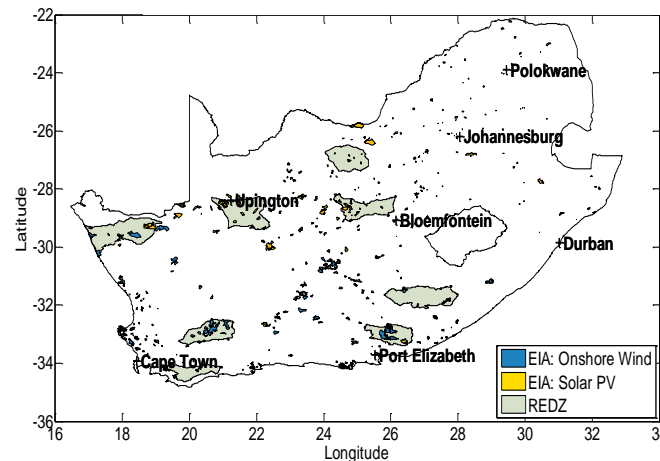 -22
-24
Polokwane
-26
Johannesburg
-28
Upington
Bloemfontein
-30
Durban
-32
-34
Cape Town
Port Elizabeth
-36
Latitude
EIA: Onshore Wind
EIA: Solar PV
REDZ
16 18 20 22 24 26 28 30 32 3
Longitude